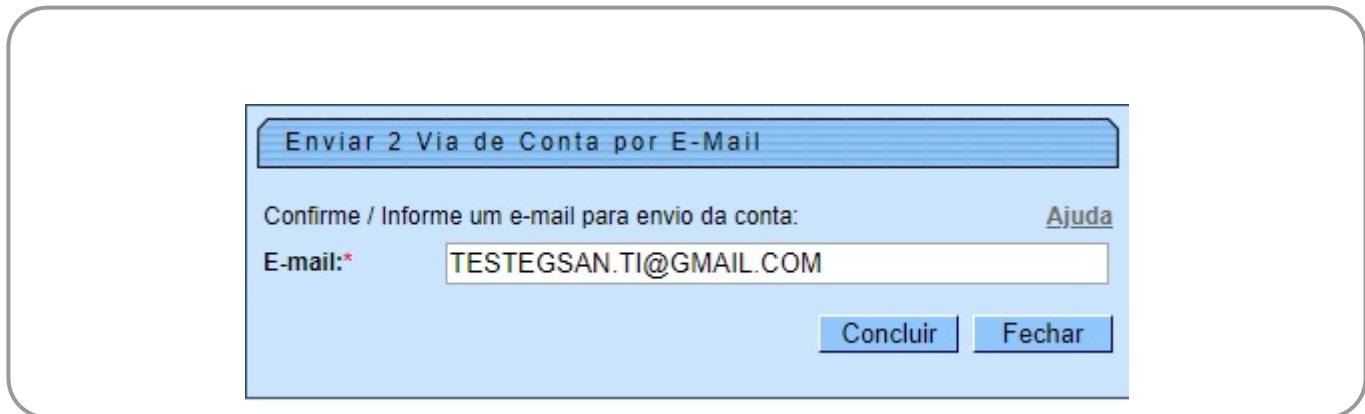 Enviar 2 Via de Conta por E-Mail
Confirme / Informe um e-mail para envio da conta: Ajuda
E-mail:* TESTEGSAN.TI@GMAIL.COM
Concluir Fechar